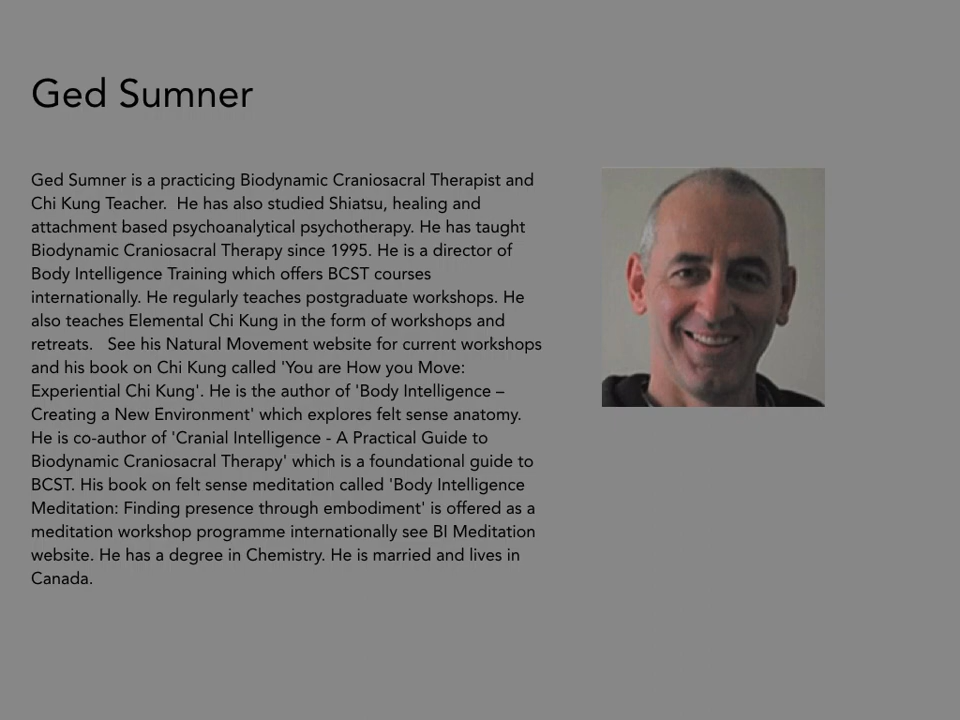 Ged Sumner
Ged Sumner is a practicing Biodynamic Craniosacral Therapist and
Chi Kung Teacher.  He has also studied Shiatsu, healing and
attachment based psychoanalytical psychotherapy. He has taught
Biodynamic Craniosacral Therapy since 1995. He is a director of
Body Intelligence Training which offers BCST courses
internationally. He regularly teaches postgraduate workshops. He
also teaches Elemental Chi Kung in the form of workshops and
retreats.   See his Natural Movement website for current workshops
and his book on Chi Kung called 'You are How you Move:
Experiential Chi Kung'. He is the author of 'Body Intelligence –
Creating a New Environment' which explores felt sense anatomy.
He is co-author of 'Cranial Intelligence - A Practical Guide to
Biodynamic Craniosacral Therapy' which is a foundational guide to
BCST. His book on felt sense meditation called 'Body Intelligence
Meditation: Finding presence through embodiment' is offered as a
meditation workshop programme internationally see BI Meditation
website. He has a degree in Chemistry. He is married and lives in
Canada.